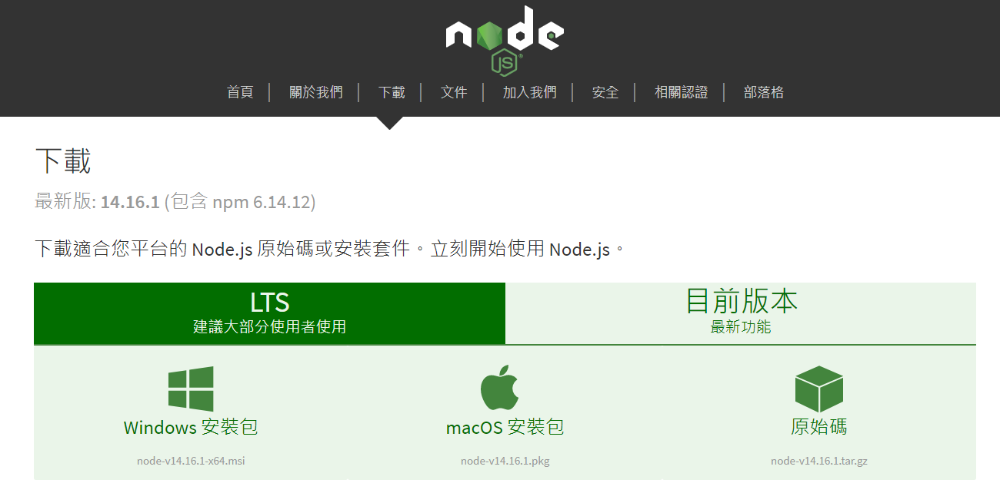 node
JS®
首頁 關於我們 下載 文件 加入我們 安全 相關認證 部落格
下載
最新版: 14.16.1 (包含 npm 6.14.12)
下載適合您平台的 Node.js 原始碼或安裝套件。立刻開始使用 Node.js。
LTS
建議大部分使用者使用
目前版本
最新功能
Windows 安裝包
node-v14.16.1-x64.msi
macOS 安裝包
node-v14.16.1.pkg
原始碼
node-v14.16.1.tar.gz